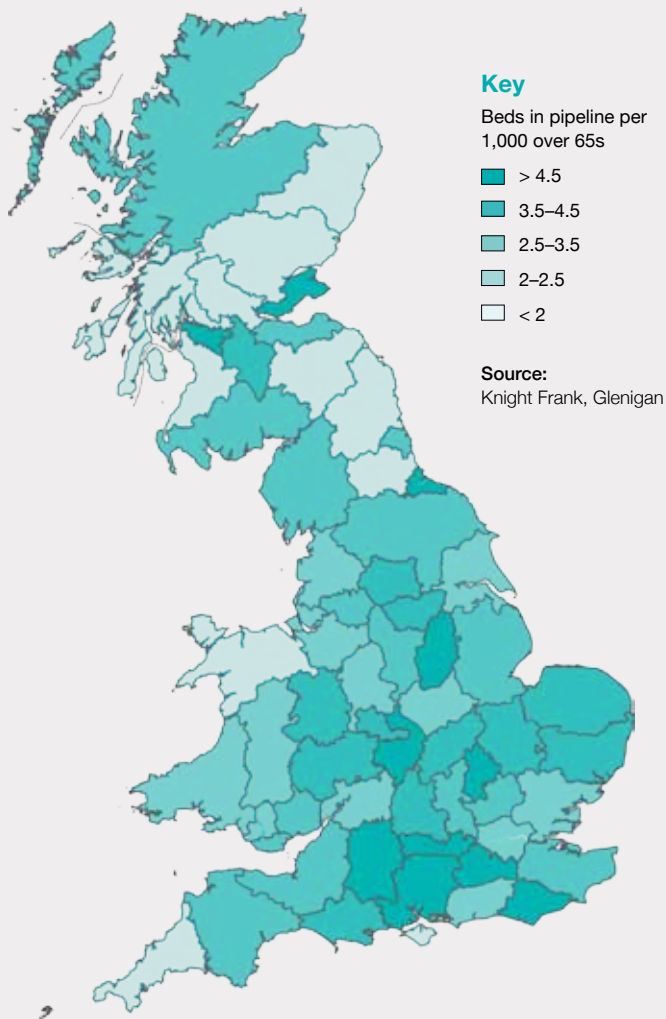 Key
Beds in pipeline per
1,000 over 65s
> 4.5
3.5–4.5
2.5–3.5
2–2.5
< 2
Source:
Knight Frank, Glenigan